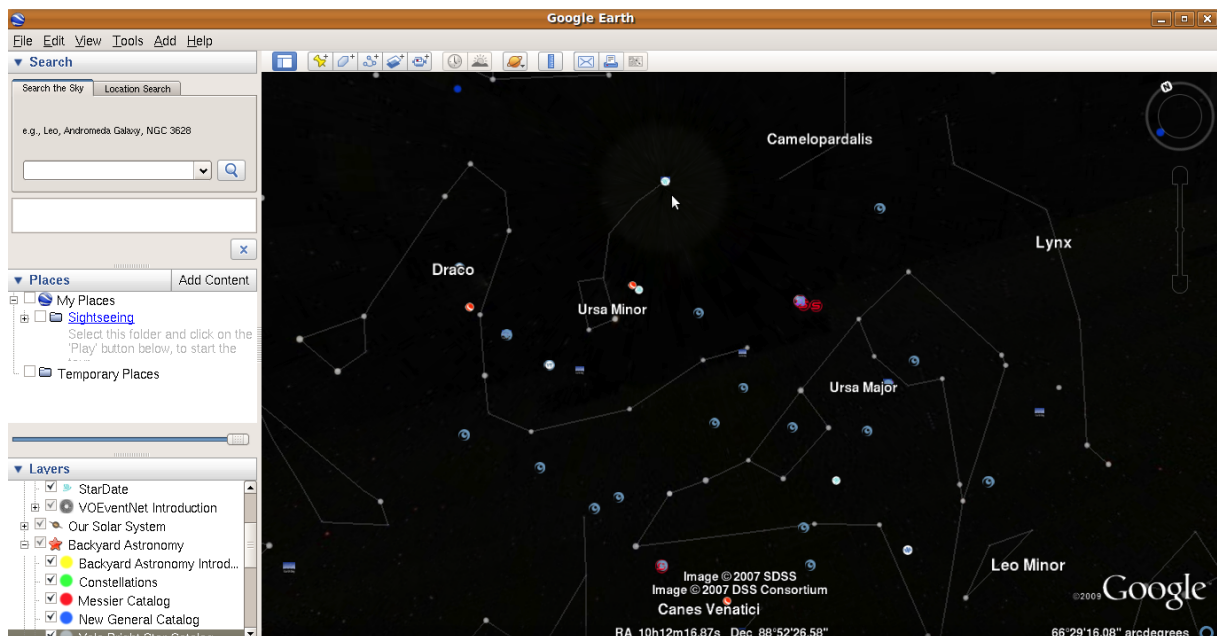 Google Earth
File Edit View Tools Add Help
Search
Search the Sky Location Search
e.g., Leo, Andromeda Galaxy, NGC 3628
Places Add Content
My Places
Sightseeing
Select this folder and click on the
'Play' button below, to start the
Temporary Places
Layers
StarDate
VOEventNet Introduction
Our Solar System
Backyard Astronomy
Backyard Astronomy Introd...
Constellations
Messier Catalog
New General Catalog
N
Camelopardalis
Lynx
Draco
Ursa Minor
Ursa Major
Leo Minor
Image © 2007 SDSS
Image © 2007 DSS Consortium
Canes Venatici
©2009 Google
RA 10h12m16.87s Dec 88°52'26.58"
66°29'16.08" arcdegrees